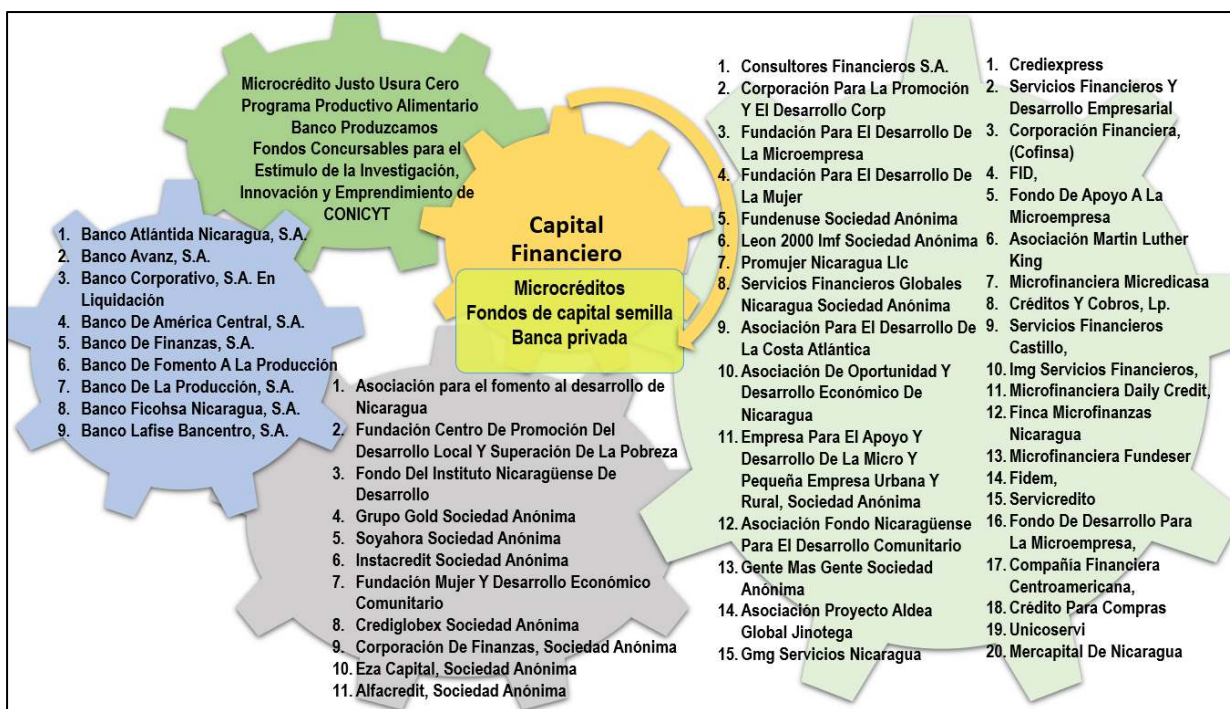 Microcrédito Justo Usura Cero
Programa Productivo Alimentario
Banco Produzcamos
Fondos Concursables para el
Estímulo de la Investigación,
Innovación y Emprendimiento de
CONICYT
Capital
Financiero
Microcréditos
Fondos de capital semilla
Banca privada
1. Banco Atlántida Nicaragua, S.A.
2. Banco Avanz, S.A.
3. Banco Corporativo, S.A. En
Liquidación
4. Banco De América Central, S.A.
5. Banco De Finanzas, S.A.
6. Banco De Fomento A La Producción
7. Banco De La Producción, S.A.
8. Banco Ficohsa Nicaragua, S.A.
9. Banco Lafise Bancentro, S.A.
1. Asociación para el fomento al desarrollo de
Nicaragua
2. Fundación Centro De Promoción Del
Desarrollo Local Y Superación De La Pobreza
3. Fondo Del Instituto Nicaragüense De
Desarrollo
4. Grupo Gold Sociedad Anónima
5. Soyahora Sociedad Anónima
6. Instacredit Sociedad Anónima
7. Fundación Mujer Y Desarrollo Económico
Comunitario
8. Crediglobex Sociedad Anónima
9. Corporación De Finanzas, Sociedad Anónima
10. Eza Capital, Sociedad Anónima
11. Alfacredit, Sociedad Anónima
1. Consultores Financieros S.A.
2. Corporación Para La Promoción
Y El Desarrollo Corp
3. Fundación Para El Desarrollo De
La Microempresa
4. Fundación Para El Desarrollo De
La Mujer
5. Fundenuse Sociedad Anónima
6. Leon 2000 Imf Sociedad Anónima
7. Promujer Nicaragua Llc
8. Servicios Financieros Globales
Nicaragua Sociedad Anónima
9. Asociación Para El Desarrollo De
La Costa Atlántica
10. Asociación De Oportunidad Y
Desarrollo Económico De
Nicaragua
11. Empresa Para El Apoyo Y
Desarrollo De La Micro Y
Pequeña Empresa Urbana Y
Rural, Sociedad Anónima
12. Asociación Fondo Nicaragüense
Para El Desarrollo Comunitario
13. Gente Mas Gente Sociedad
Anónima
14. Asociación Proyecto Aldea
Global Jinotega
15. Gmg Servicios Nicaragua
1. Crediexpress
2. Servicios Financieros Y
Desarrollo Empresarial
3. Corporación Financiera,
(Cofinsa)
4. FID,
5. Fondo De Apoyo A La
Microempresa
6. Asociación Martin Luther
King
7. Microfinanciera Micredicasa
8. Créditos Y Cobros, Lp.
9. Servicios Financieros
Castillo,
10. Img Servicios Financieros,
11. Microfinanciera Daily Credit,
12. Finca Microfinanzas
Nicaragua
13. Microfinanciera Fundeser
14. Fidem,
15. Servicredito
16. Fondo De Desarrollo Para
La Microempresa,
17. Compañía Financiera
Centroamericana,
18. Crédito Para Compras
19. Unicoservi
20. Mercapital De Nicaragua